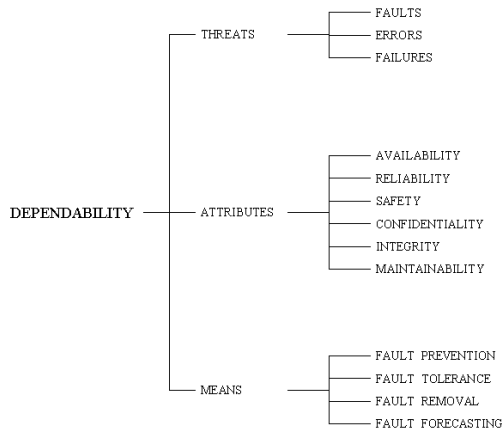 THREATS
FAULTS
ERRORS
FAILURES
DEPENDABILITY
ATTRIBUTES
AVAILABILITY
RELIABILITY
SAFETY
CONFIDENTIALITY
INTEGRITY
MAINTAINABILITY
MEANS
FAULT PREVENTION
FAULT TOLERANCE
FAULT REMOVAL
FAULT FORECASTING